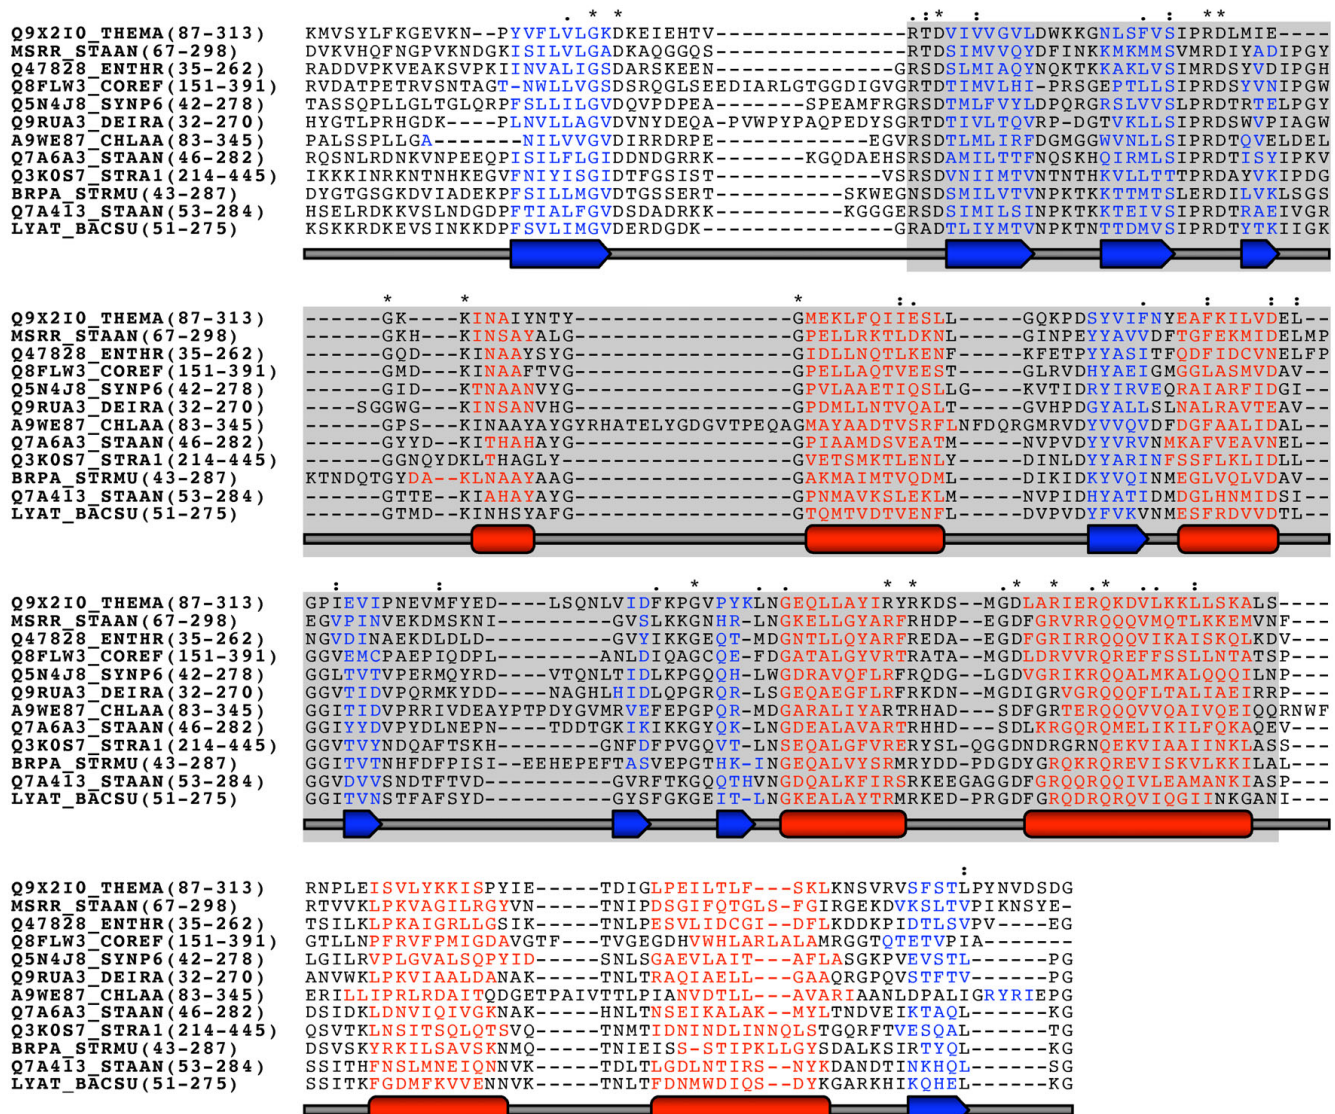 . * * .:* : . : **
Q9X2I0_THEMA(87-313) KMVSYLFKGEVKN--PYVFLVLGKDKEIEHTV---------------RTDVIVVGVLDWKKGNLSFVSIPRDLMIE----
MSRR_STAAN(67-298) DVKVHQFNGPVKNDGKISILVLGADKAQGGQS---------------RTDSIMVVQYDFINKKMKMMSVMRDIYADIPGY
Q47828_ENTHR(35-262) RADDVPKVEAKSVPKIINVALIGSDARSKEEN--------------GRSDSLMIAQYNQKTKKAKLVSIMRDSYVDIPGH
Q8FLW3_COREF(151-391) RVDATPETRVSNTAGT-NWLLVGSDSRQGLSEEDIARLGTGGDIGVGRSDTIMVLHI-PRSGEPTLLSIPRDSYVNIPGW
Q5N4J8_SYNP6(42-278) TASSQPLLGLTGLQRPFSLLILGVDQVPDPEA------SPEAMFRGRSDTMLFVYLDPQRGRSLVVSLPRDTRTELPGY
Q9RUA3_DEIRA(32-270) HYGTLPRHGDK----PLNVLLAGVDVNYDEQA-PVWPYPAQPEDYSGRTDTIVLTQVRP-DGTVKLLSIPRDSWVPIAGW
A9WE87_CHLAA(83-345) PALSSPLLGA-------NILVVGVDIRRDRPE-----------EGVRSDTLMLIRFDGMGGWVNLLSIPRDTQVELDEL
Q7A6A3_STAAN(46-282) RQSNLRDNKVNPEEQPISILFLGIDDNDGRRK-------KGQDAEHSRSDAMILTTFNQSKHQIRMLSIPRDTISYIPKV
Q3K0S7_STRA1(214-445) IKKKINRKNTNHKEGVFNIYISGIDTFGSIST------------VSRSDVNIIMTVNTNTHKVLLTTTPRDAYVKIPDG
BRPA_STRMU(43-287) DYGTGSGKDVIADEKPFSILLMGVDTGSSERT----------SKWEGNSDSMILVTVNPKTKKTTMTSLERDILVKLSGS
Q7A413_STAAN(53-284) HSELRDKKVSLNDGDPFTIALFGVDSDADRKK----------KGGGERSDSIMILSINPKTKKTEIVSIPRDTRAEIVGR
LYAT_BACSU(51-275) KSKKRDKEVSINKKDPFSVLIMGVDERDGDK---------------GRADTLIYMTVNPKTNTTDMVSIPRDTYTKIIGK
* * * :. . : : :
Q9X2I0_THEMA(87-313) ------GK---KINAIYNTY-----------------GMEKLFQIIESLL-----GQKPDSYVIFNYEAFKILVDEL--
MSRR_STAAN(67-298) ------GKH--KINSAYALG-----------------GPELLRKTLDKNL-----GINPEYYAVVDFTGFEKMIDELMP
Q47828_ENTHR(35-262) ------GQD--KINAAYSYG-----------------GIDLLNQTLKENF-----KFETPYYASITFQDFIDCVNELFP
Q8FLW3_COREF(151-391) ------GMD--KINAAFTVG-----------------GPELLAQTVEEST-----GLRVDHYAEIGMGGLASMVDAV--
Q5N4J8_SYNP6(42-278) ------GID--KTNAANVYG-----------------GPVLAAETIQSLLG----KVTIDRYIRVEQRAIARFIDGI--
Q9RUA3_DEIRA(32-270) ----SGGWG--KINSANVHG-----------------GPDMLLNTVQALT-----GVHPDGYALLSLNALRAVTEAV--
A9WE87_CHLAA(83-345) ------GPS--KINAAYAYGYRHATELYGDGVTPEQAGMAYAADTVSRFLNFDQRGMRVDYVVQVDFDGFAALIDAI--
Q7A6A3_STAAN(46-282) ------GYYD-KITHAHAYG-----------------GPIAAMDSVEATM-----NVPVDYYVRVNMKAFVEAVNEL--
Q3K0S7_STRA1(214-445) ------GGNQYDKLTHAGLY-----------------GVETSMKTLENLY-----DINLDYYARINFSSFLKLIDLL--
BRPA_STRMU(43-287) KTNDQTGYDA--KLNAAYAAG----------------GAKMAIMTVQDML-----DIKIDKYVQINMEGLVQLVDAV--
Q7A413_STAAN(53-284) ------GTTE-KIAHAYAYG-----------------GPNMAVKSLEKLM-----NVPIDHYATIDMDGLHNMIDSI--
LYAT_BACSU(51-275) ------GTMD-KINHSYAFG-----------------GTQMTVDTVENFL-----DVPVDYFVKVNMESFRDVVDTL--
: : . * . . * * * * .* . :
Q9X2I0_THEMA(87-313) GPIEVIPNEVMFYED----LSQNLVIDFKPGVPYKLNGEQLLAYIRYRKDS--MGDLARIERQKDVLKKLLSKALS----
MSRR_STAAN(67-298) EGVPINVEKDMSKNI---------GVSLKKGNHR-LNGKELLGYARFRHDP--EGDFGRVRRQQQVMQTLKKEMVNF---
Q47828_ENTHR(35-262) NGVDINAEKDLDLD----------GVYIKKGEQT-MDGNTLLQYARFREDA--EGDFGRIRRQQQVIKAISKQLKDV---
Q8FLW3_COREF(151-391) GGVEMCPAEPIQDPL--------ANLDIQAGCQE-FDGATALGYVRTRATA--MGDLDRVVRQREFFSSLLNTATSP---
Q5N4J8_SYNP6(42-278) GGLTVTVPERMQYRD----VTQNLTIDLKPGQQH-LWGDRAVQFLRFRQDG--LGDVGRIKRQQALMKALQQALIQP---
Q9RUA3_DEIRA(32-270) GGVTIDVPQRMKYDD----NAGHLHIDLQPGRQR-LSGEQAEGFLRFRKDN--MGDIGRVGRQQQFLTALIAEIRRP---
A9WE87_CHLAA(83-345) GGITIDVPRRIVDEAYPTPDYGVMRVEFEPGPQR-MDGARALIYARTRHAD--SDFGRTERQQQVVQAIVQEIQQRNWF
Q7A6A3_STAAN(46-282) GGIYYDVPYDLNEPN----TDDTGKIKIKKGYQK-LNGDEALAVARTRHHD--SDLKRGQRQMELIKILFQKAQEV---
Q3K0S7_STRA1(214-445) GGVTVYNDQAFTSKH---------GNFDFPVGQVT-LNSEQALGFVRERYSL-QGGDNDRGRNQEKVIAAIINKLASS---
BRPA_STRMU(43-287) GGITVTNHFDFPISI--EEHEPEFTASVEPGTHK-INGEQALVYSRMRYDDPDGDYGRQKRQREVISKVLKKILAL----
Q7A413_STAAN(53-284) GGVDVVSNDTFTVD----------GVRFTKGQQTHVNGDQALKFIRSRKEEGAGGDFGRQQRQQIVLEAMANKIASP---
LYAT_BACSU(51-275) GGITVNSTFAFSYD----------GYSFGKGEIT-LNGKEALAYTRMRKED-PRGDFGRQDRQRQVIQGIINKGANI---
:
Q9X2I0_THEMA(87-313) RNPLEISVLYKKISPYIE-----TDIGLPEILTLF---SKLKNSVRVSFSTLPYNVDSDG
MSRR_STAAN(67-298) RTVVKLPKVAGILRGYVN-----TNIPDSGIFQTGLS-FGIRGEKDVKSLTVPIKNSYE-
Q47828_ENTHR(35-262) TSILKLPKAIGRLLGSIK-----TNLPESVLIDCGI--DFLKDDKPIDTLSVPV----EG
Q8FLW3_COREF(151-391) GTLLNPFRVFPMIGDAVGTF---TVGEGDHVWHLARLALAMRGGTQTETVPIA-------
Q5N4J8_SYNP6(42-278) LGILRVPLGVALSQPYID-----SNLSGAEVLAIT---AFLASGKPVEVSTL------PG
Q9RUA3_DEIRA(32-270) ANVWKLPKVIAALDANAK-----TNLTRAQIAELL---GAAQRGPQVSTFTV------PG
A9WE87_CHLAA(83-345) ERILLIPRLRDAITQDGETPAIVTTLPIANVDTLL---AVARIAANLDPALIGRYRIEPG
Q7A6A3_STAAN(46-282) DSIDKLDNVIQIVGKNAK-----HNLTNSEIKALAK--MYLTNDVEIKTAQL------KG
Q3K0S7_STRA1(214-445) QSVTKLNSITSQLQTSVQ-----TNMTIDNINDLINNQLSTGQRFTVESQAL------TG
BRPA_STRMU(43-287) DSVSKYRKILSAVSKNMQ-----TNIEISS-STIPKLLGYSDALKSIRTYQL------KG
Q7A413_STAAN(53-284) SSITHFNSLMNEIQNNVK-----TDLTLGDLNTIRS--NYKDANDTINKHQL------SG
LYAT_BACSU(51-275) SSITKFGDMFKVVENNVK-----TNLTFDNMWDIQS--DYKGARKHIKQHEL------KG